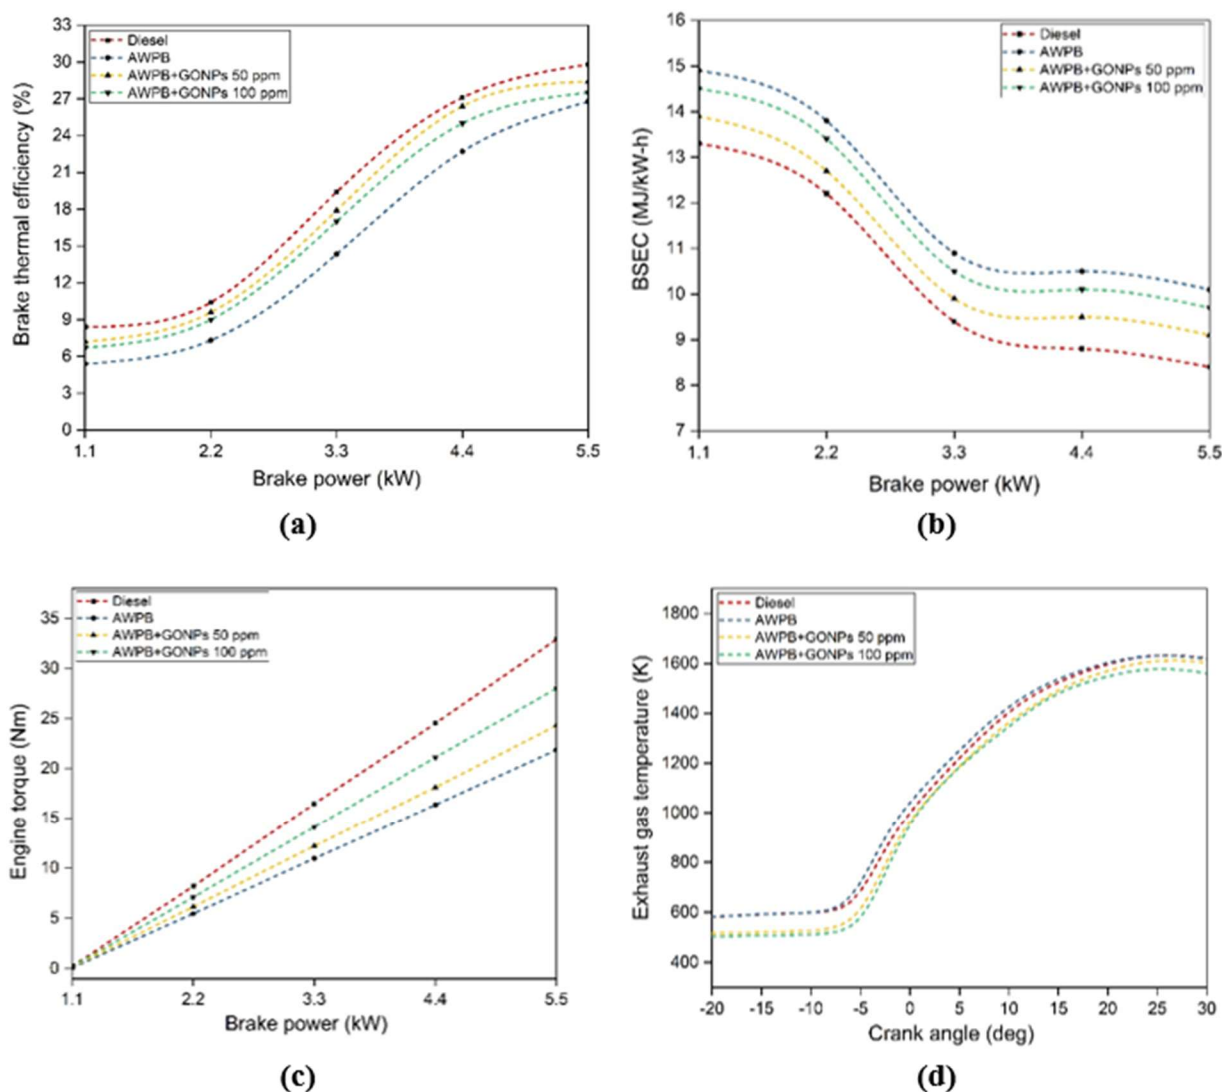 Brake thermal efficiency (%)
33
30
27
24
21
18
15
12
9
6
3
0
Diesel
AWPB
AWPB+GONPs 50 ppm
AWPB+GONPs 100 ppm
1.1 2.2 3.3 4.4 5.5
Brake power (kW)
(a)
BSEC (MJ/kW-h)
16
15
14
13
12
11
10
9
8
7
Diesel
AWPB
AWPB+GONPs 50 ppm
AWPB+GONPs 100 ppm
1.1 2.2 3.3 4.4 5.5
Brake power (kW)
(b)
Engine torque (Nm)
35
30
25
20
15
10
5
0
Diesel
AWPB
AWPB+GONPs 50 ppm
AWPB+GONPs 100 ppm
1.1 2.2 3.3 4.4 5.5
Brake power (kW)
(c)
Exhaust gas temperature (K)
1800
1600
1400
1200
1000
800
600
400
Diesel
AWPB
AWPB+GONPs 50 ppm
AWPB+GONPs 100 ppm
-20 -15 -10 -5 0 5 10 15 20 25 30
Crank angle (deg)
(d)